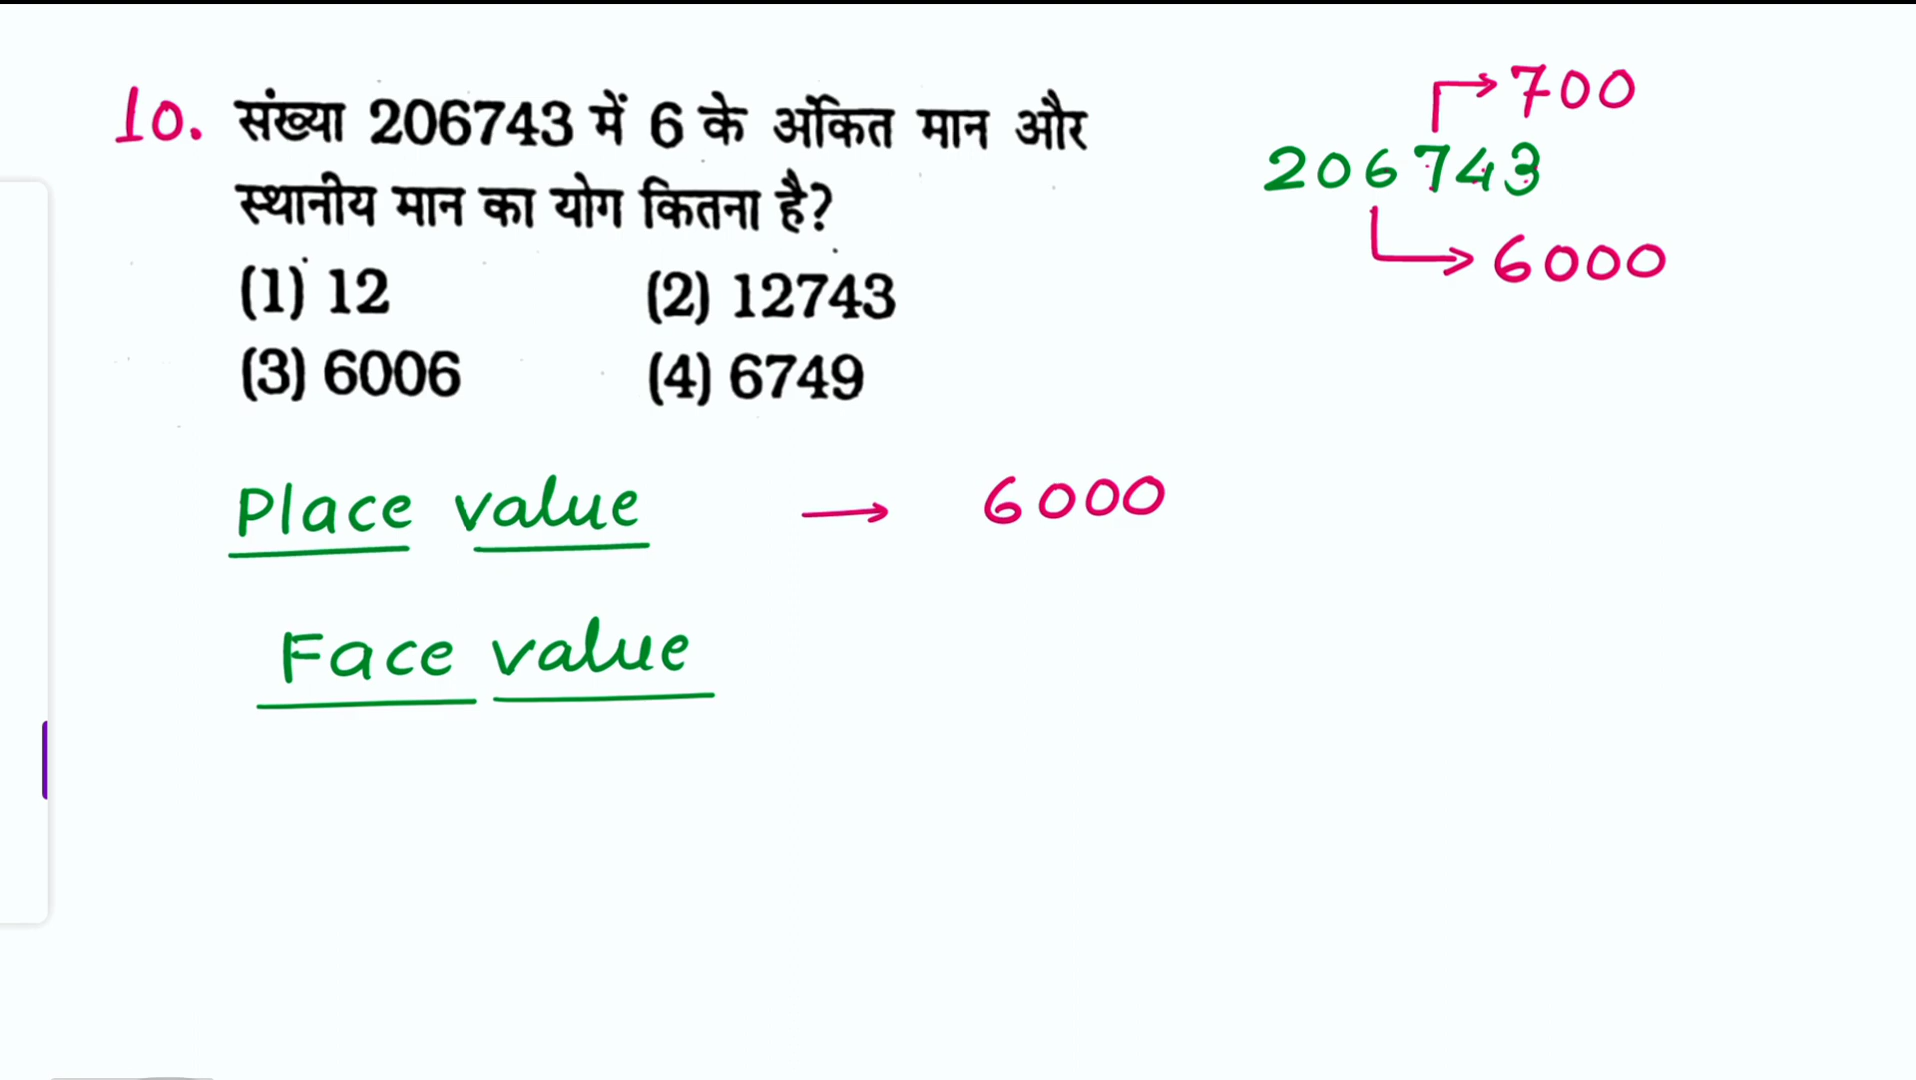 10. संख्या 206743 में 6 के अंकित मान और
स्थानीय मान का योग कितना है?
(1) 12 (2) 12743
(3) 6006 (4) 6749
700
206743
6000
Place value → 6000
Face value